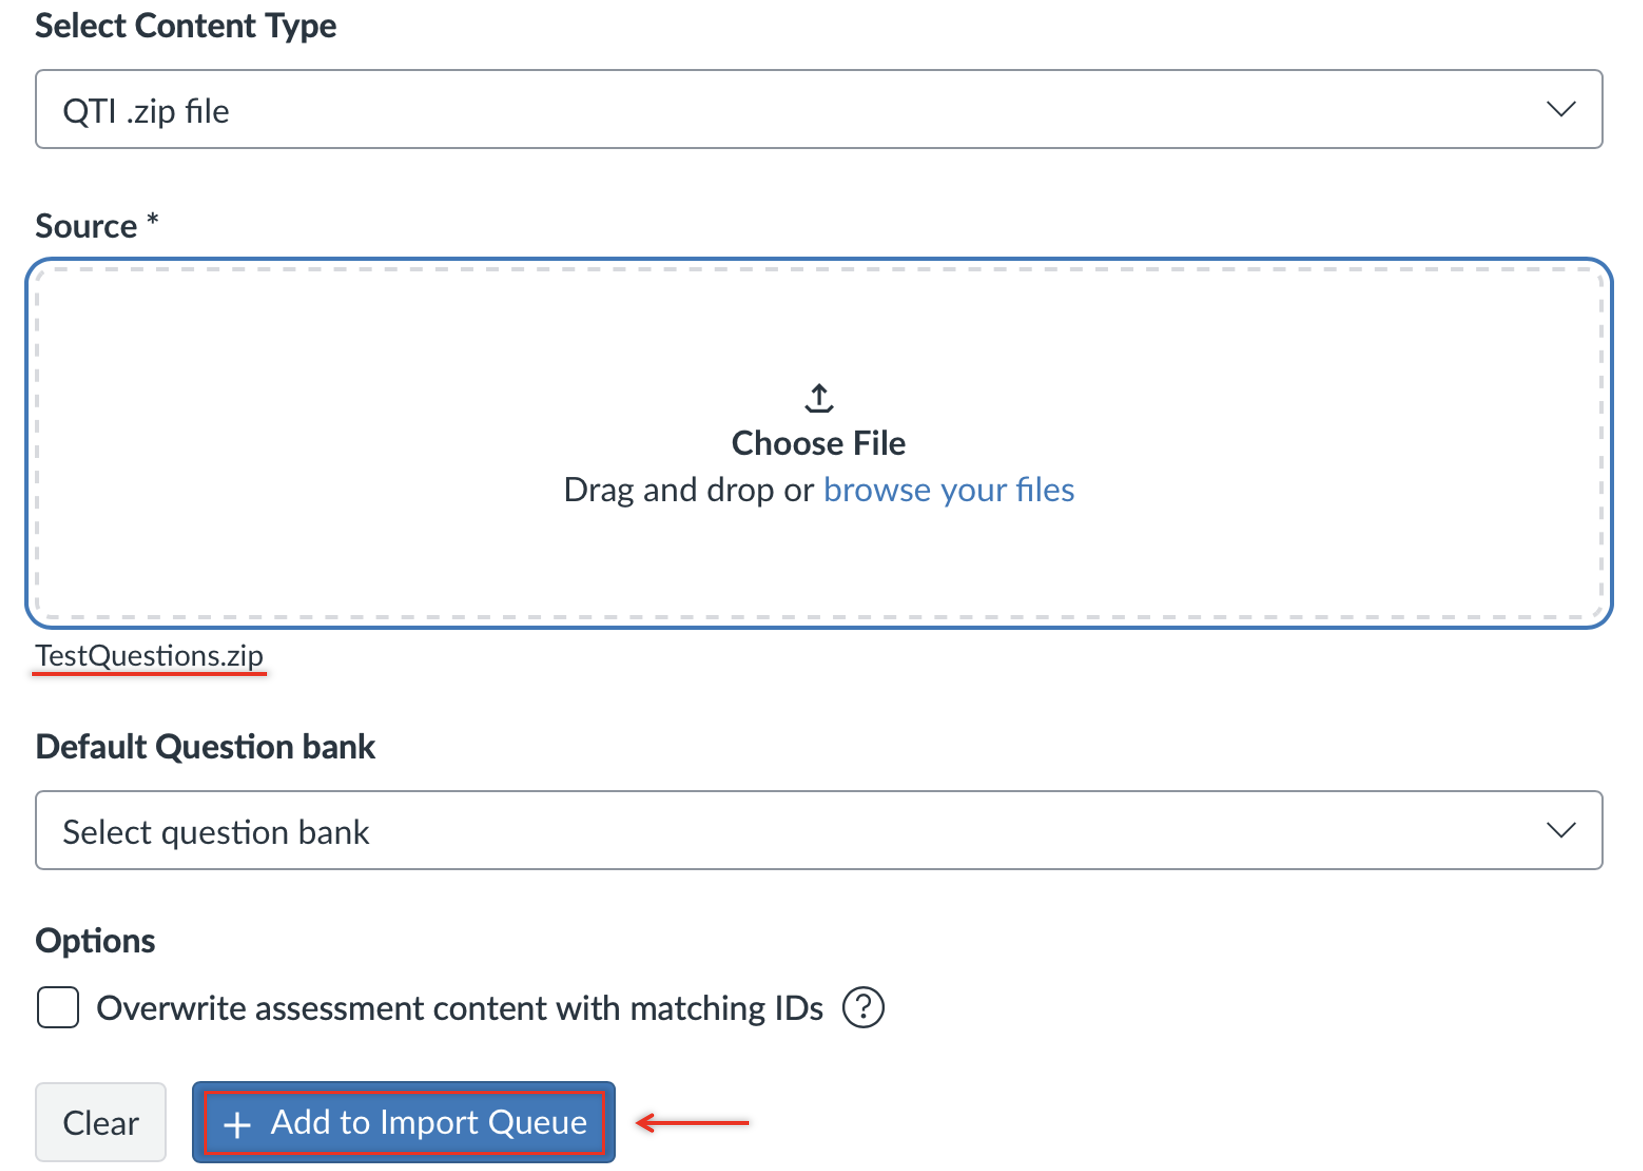 Select Content Type
QTI .zip file
Source *
Choose File
Drag and drop or browse your files
TestQuestions.zip
Default Question bank
Select question bank
Options
Overwrite assessment content with matching IDs ?
Clear
+ Add to Import Queue